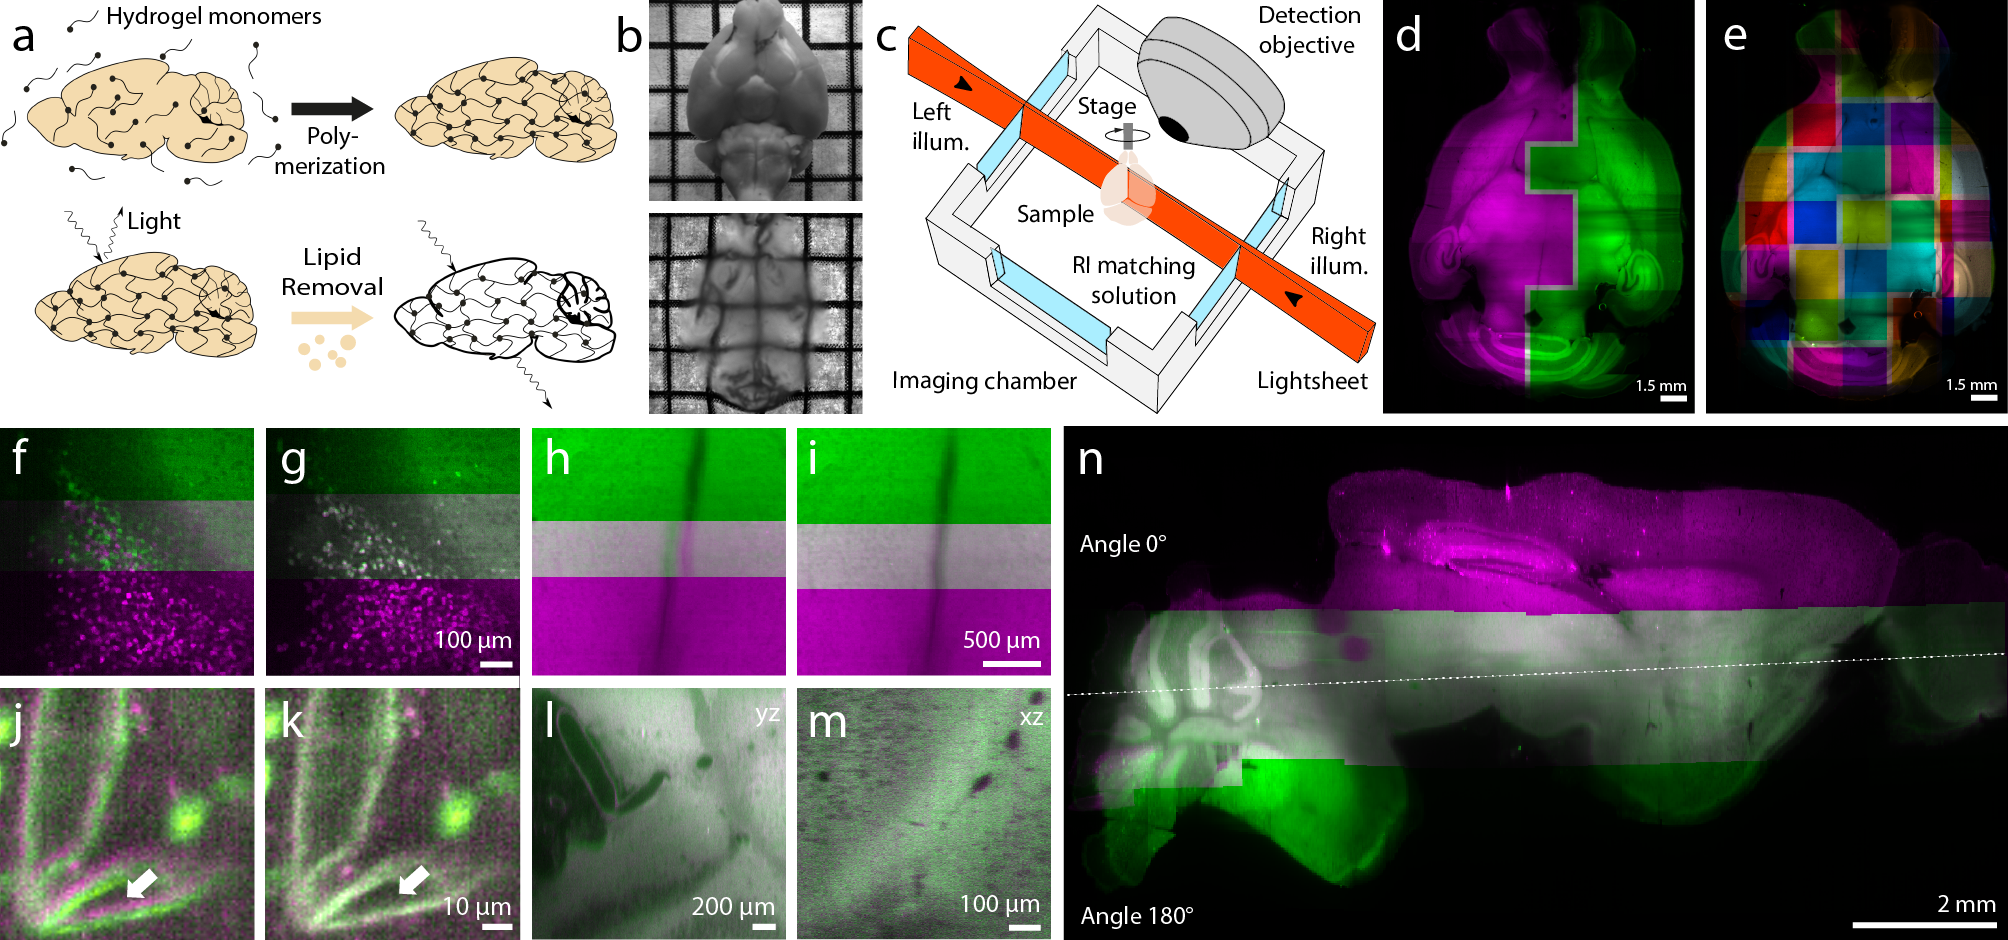 a
Hydrogel monomers
Poly-
merization
Light
Lipid
Removal
b
c
Detection
objective
Left
illum.
Stage
Sample
Right
illum.
RI matching
solution
Imaging chamber
Lightsheet
d
1.5 mm
e
1.5 mm
f
g
100 µm
h
i
500 µm
j
k
10 µm
l
yz
200 µm
m
xz
100 µm
n
Angle 0°
Angle 180°
2 mm